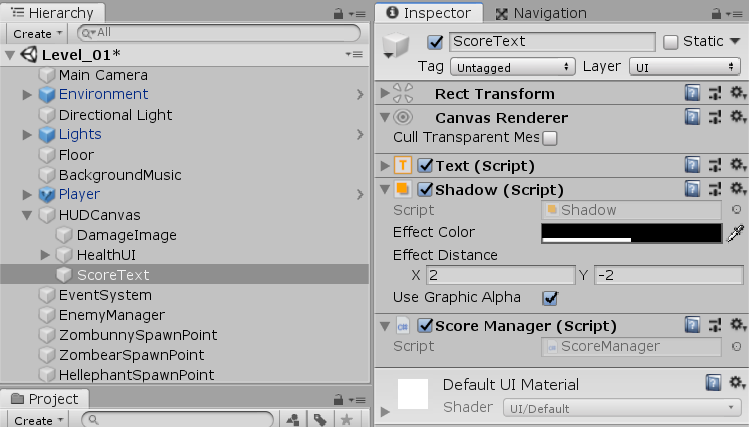 Hierarchy
Create
All
Level_01*
Main Camera
Environment
Directional Light
Lights
Floor
BackgroundMusic
Player
HUDCanvas
DamageImage
HealthUI
ScoreText
EventSystem
EnemyManager
ZombunnySpawnPoint
ZombearSpawnPoint
HellephantSpawnPoint
Project
Create
Inspector
Navigation
ScoreText
Static
Tag Untagged Layer UI
Rect Transform
Canvas Renderer
Cull Transparent Mes
Text (Script)
Shadow (Script)
Script Shadow
Effect Color
Effect Distance
X 2 Y -2
Use Graphic Alpha
Score Manager (Script)
Script ScoreManager
Default UI Material
Shader UI/Default